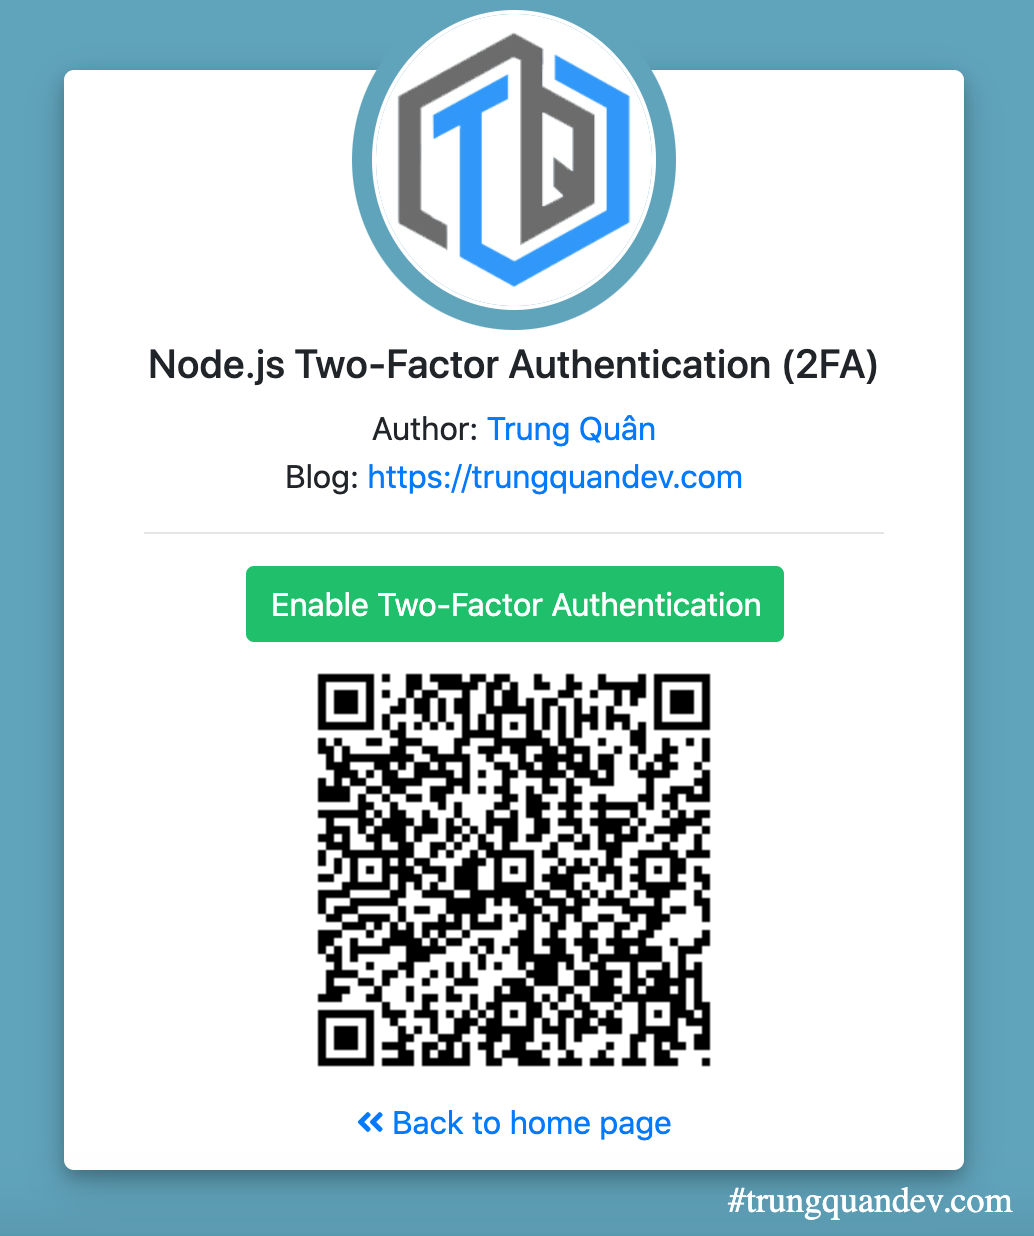 TQ
Node.js Two-Factor Authentication (2FA)
Author: Trung Quân
Blog: https://trungquandev.com
Enable Two-Factor Authentication
Back to home page
#trungquandev.com